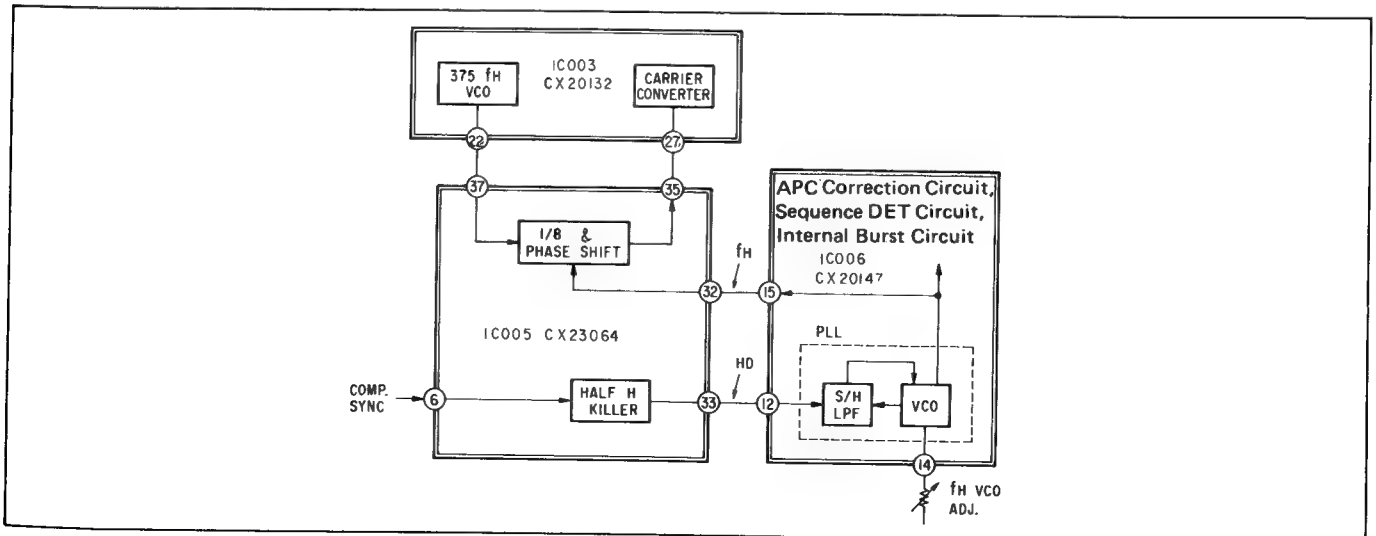 375 fH
VCO
IC003
CX20132
CARRIER
CONVERTER
22
27
37
35
1/8 &
PHASE SHIFT
APC Correction Circuit,
Sequence DET Circuit,
Internal Burst Circuit
IC006
CX20147
fH
32
15
IC005 CX23064
PLL
HD
COMP.
SYNC
6
HALF H
KILLER
33
12
S/H
LPF
VCO
14
fH VCO
ADJ.